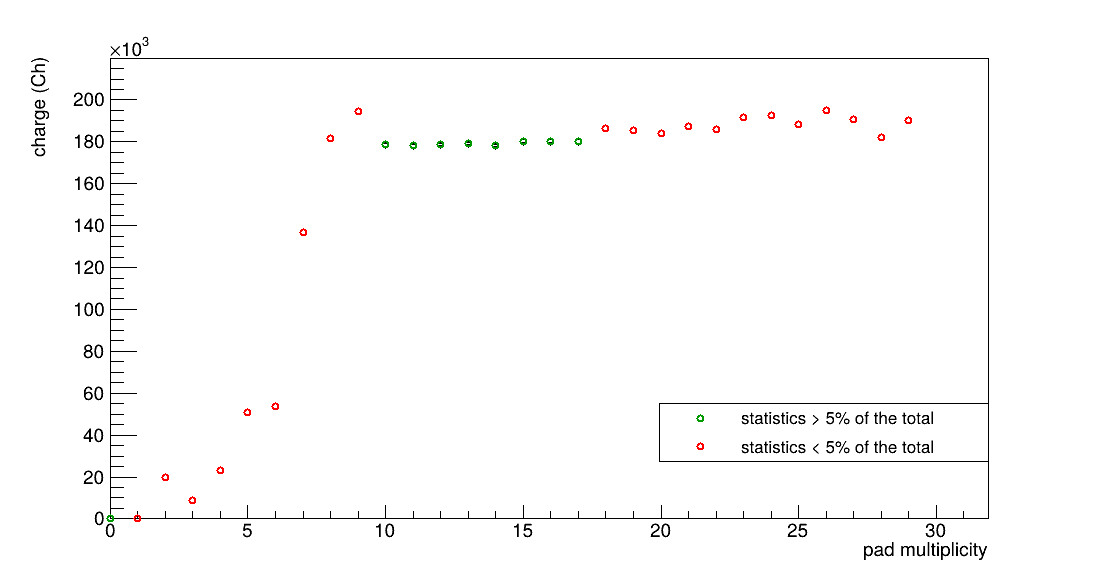 ×10³
charge (Ch)
200
180
160
140
120
100
80
60
40
20
0
0 5 10 15 20 25 30
pad multiplicity
statistics > 5% of the total
statistics < 5% of the total